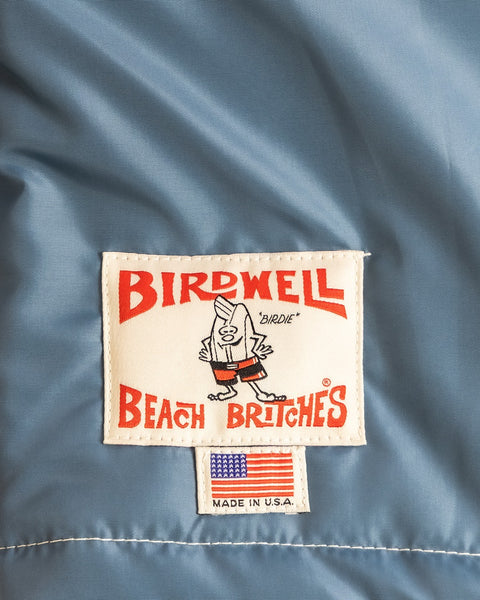 BIRDWELL
"BIRDIE"
BEACH BRITCHES®
MADE IN U.S.A.